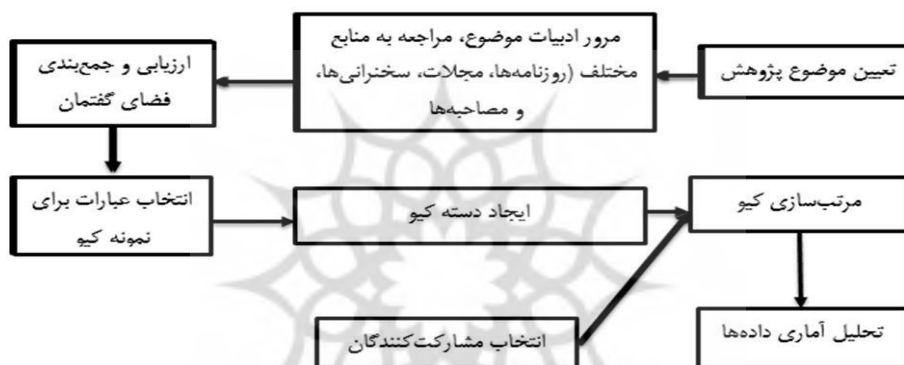 تعیین موضوع پژوهش
مرور ادبیات موضوع، مراجعه به منابع
مختلف (روزنامه‌ها، مجلات، سخنرانی‌ها،
و مصاحبه‌ها
ارزیابی و جمع‌بندی
فضای گفتمان
انتخاب عبارات برای
نمونه کیو
ایجاد دسته کیو
مرتب‌سازی کیو
انتخاب مشارکت‌کنندگان
تحلیل آماری داده‌ها